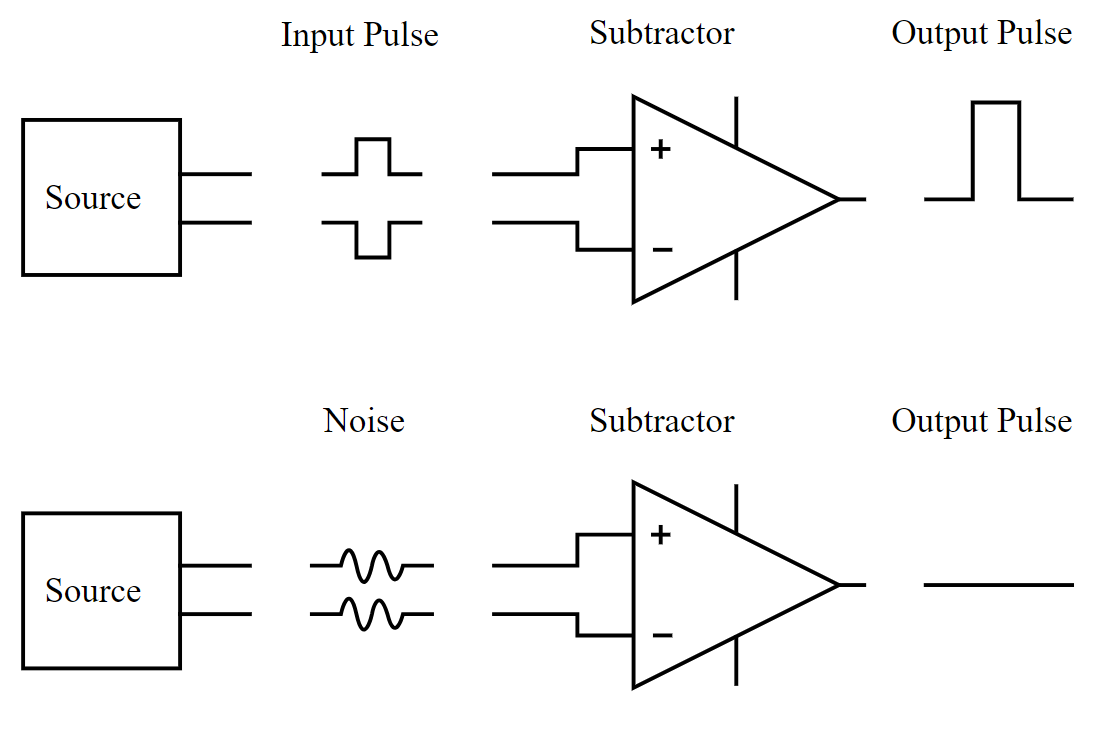 Input Pulse
Subtractor
Output Pulse
Source
+
−
Noise
Subtractor
Output Pulse
Source
+
−